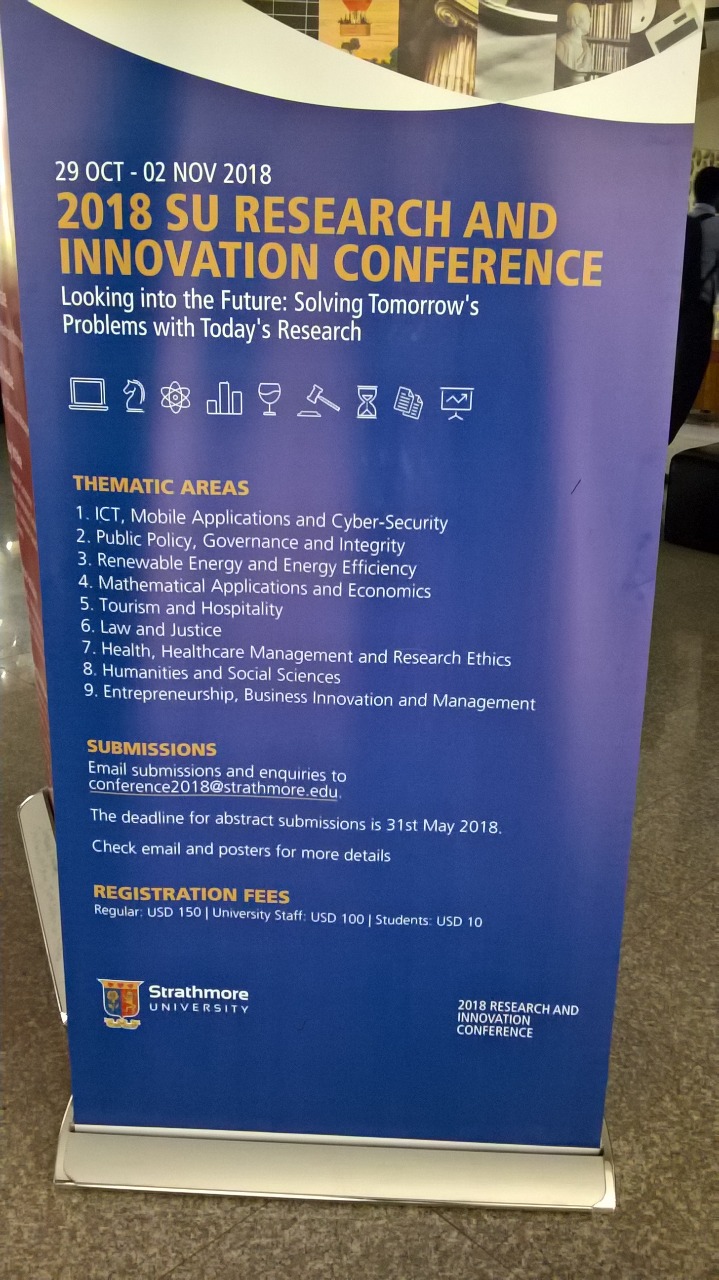 29 OCT - 02 NOV 2018
2018 SU RESEARCH AND
INNOVATION CONFERENCE
Looking into the Future: Solving Tomorrow's
Problems with Today's Research
THEMATIC AREAS
1. ICT, Mobile Applications and Cyber-Security
2. Public Policy, Governance and Integrity
3. Renewable Energy and Energy Efficiency
4. Mathematical Applications and Economics
5. Tourism and Hospitality
6. Law and Justice
7. Health, Healthcare Management and Research Ethics
8. Humanities and Social Sciences
9. Entrepreneurship, Business Innovation and Management
SUBMISSIONS
Email submissions and enquiries to
conference2018@strathmore.edu.
The deadline for abstract submissions is 31st May 2018.
Check email and posters for more details
REGISTRATION FEES
Regular: USD 150 | University Staff: USD 100 | Students: USD 10
Strathmore
UNIVERSITY
2018 RESEARCH AND
INNOVATION
CONFERENCE